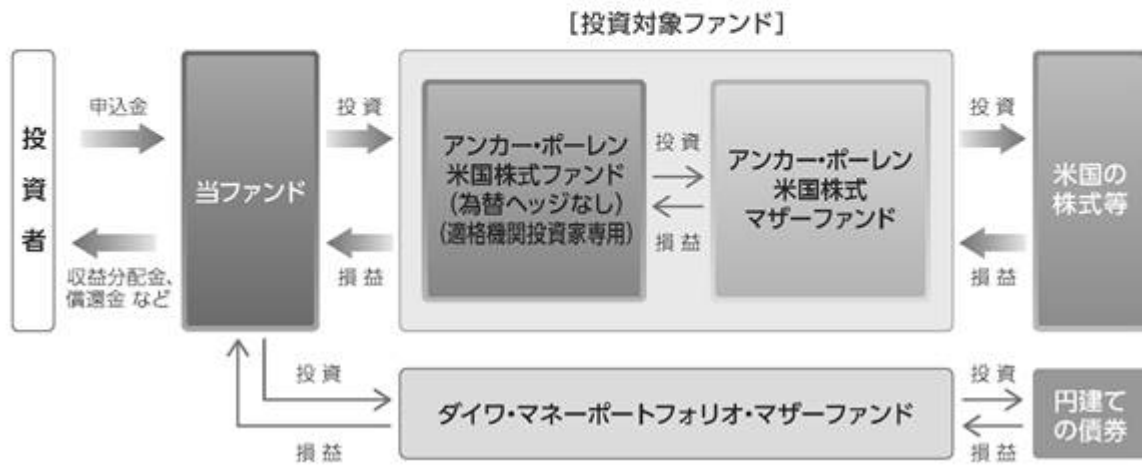 [投資対象ファンド]
投資者
申込金
収益分配金、
償還金 など
当ファンド
投資
損益
アンカー・ポーレン
米国株式ファンド
(為替ヘッジなし)
(適格機関投資家専用)
投資
損益
アンカー・ポーレン
米国株式
マザーファンド
投資
損益
米国の
株式等
投資
損益
ダイワ・マネーポートフォリオ・マザーファンド
投資
損益
円建て
の債券